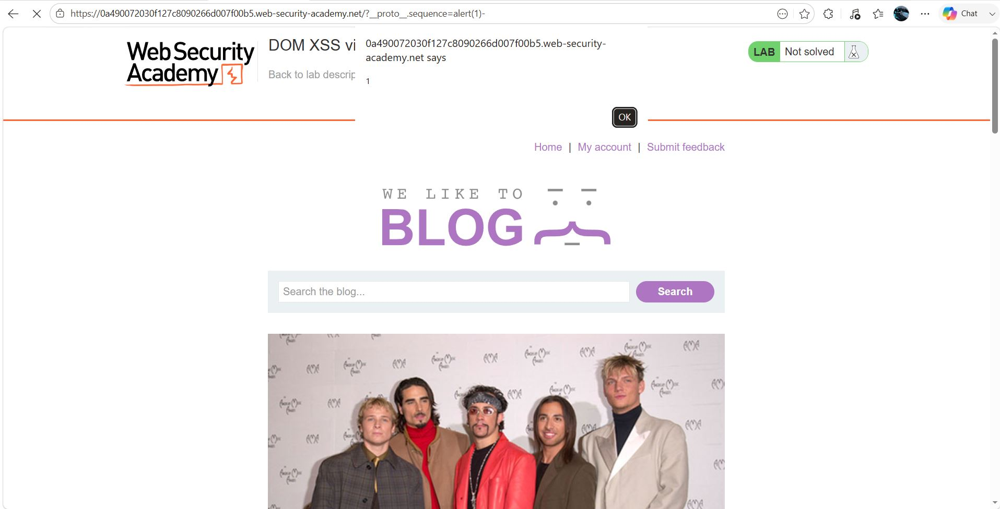 https://0a490072030f127c8090266d007f00b5.web-security-academy.net/?__proto__.sequence=alert(1)-
Chat
Web Security
Academy
DOM XSS vi
Back to lab descrip
0a490072030f127c8090266d007f00b5.web-security-
academy.net says
1
OK
LAB Not solved
Home | My account | Submit feedback
WE LIKE TO
BLOG
Search the blog...
Search
AMA